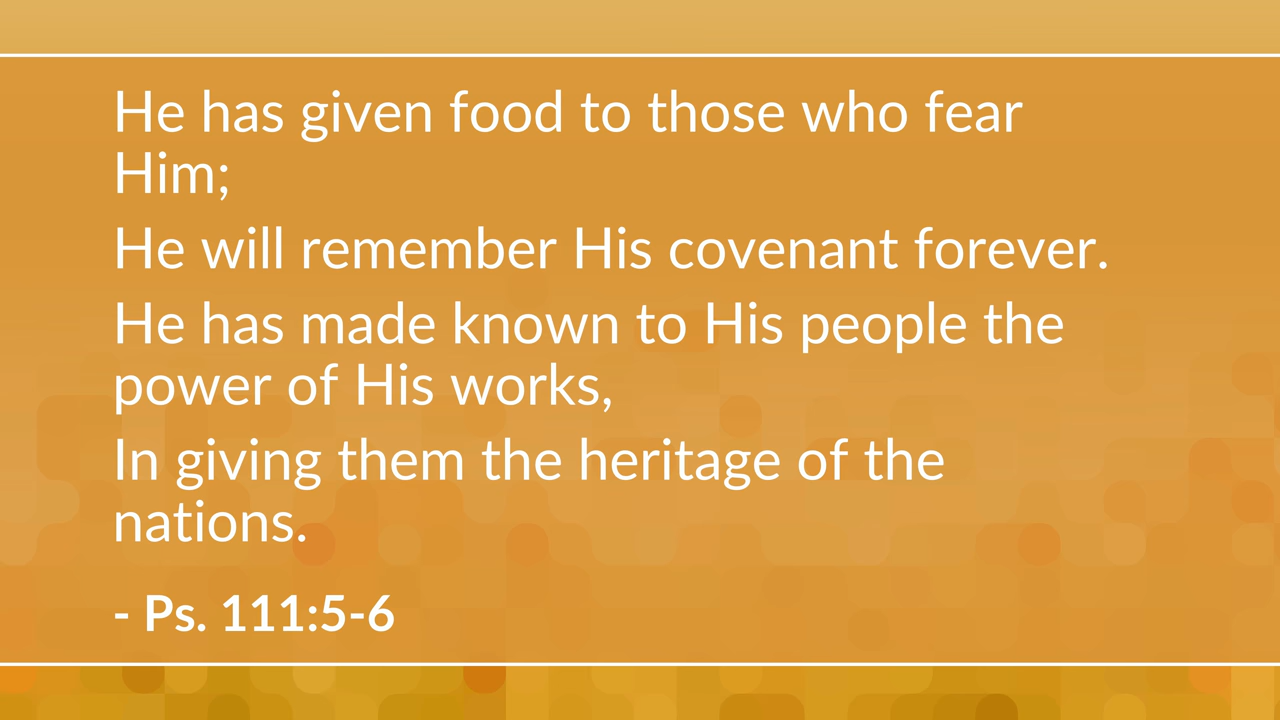 He has given food to those who fear
Him;
He will remember His covenant forever.
He has made known to His people the
power of His works,
In giving them the heritage of the
nations.
- Ps. 111:5-6